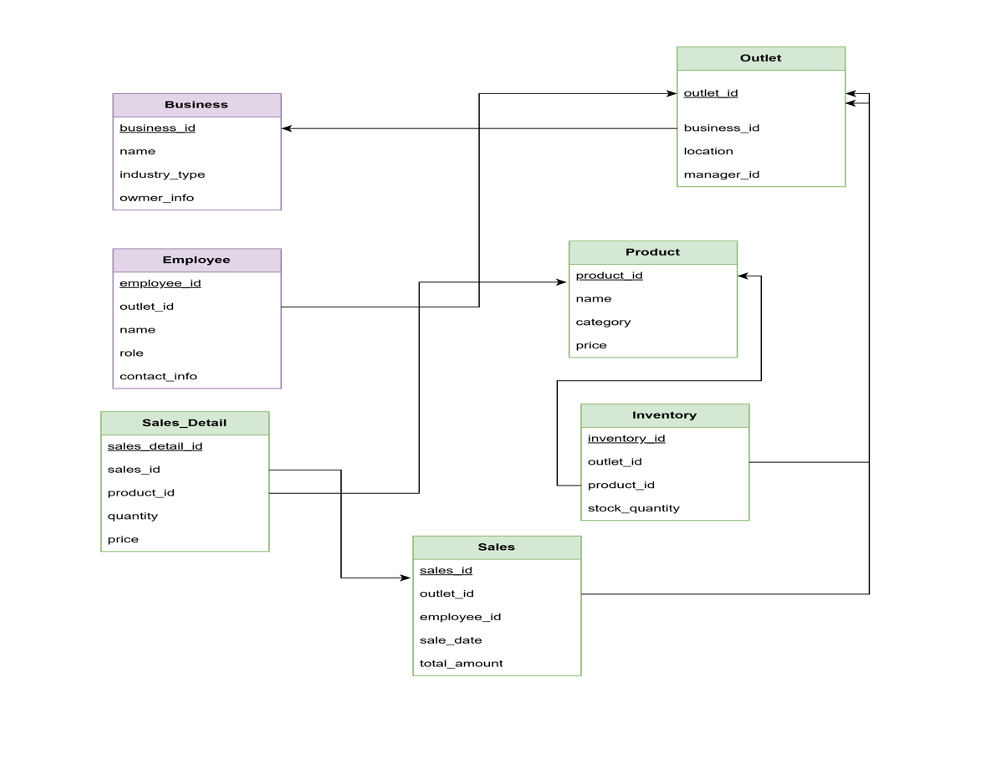 Outlet
outlet_id
business_id
location
manager_id
Business
business_id
name
industry_type
owmer_info
Employee
employee_id
outlet_id
name
role
contact_info
Product
product_id
name
category
price
Sales_Detail
sales_detail_id
sales_id
product_id
quantity
price
Inventory
inventory_id
outlet_id
product_id
stock_quantity
Sales
sales_id
outlet_id
employee_id
sale_date
total_amount